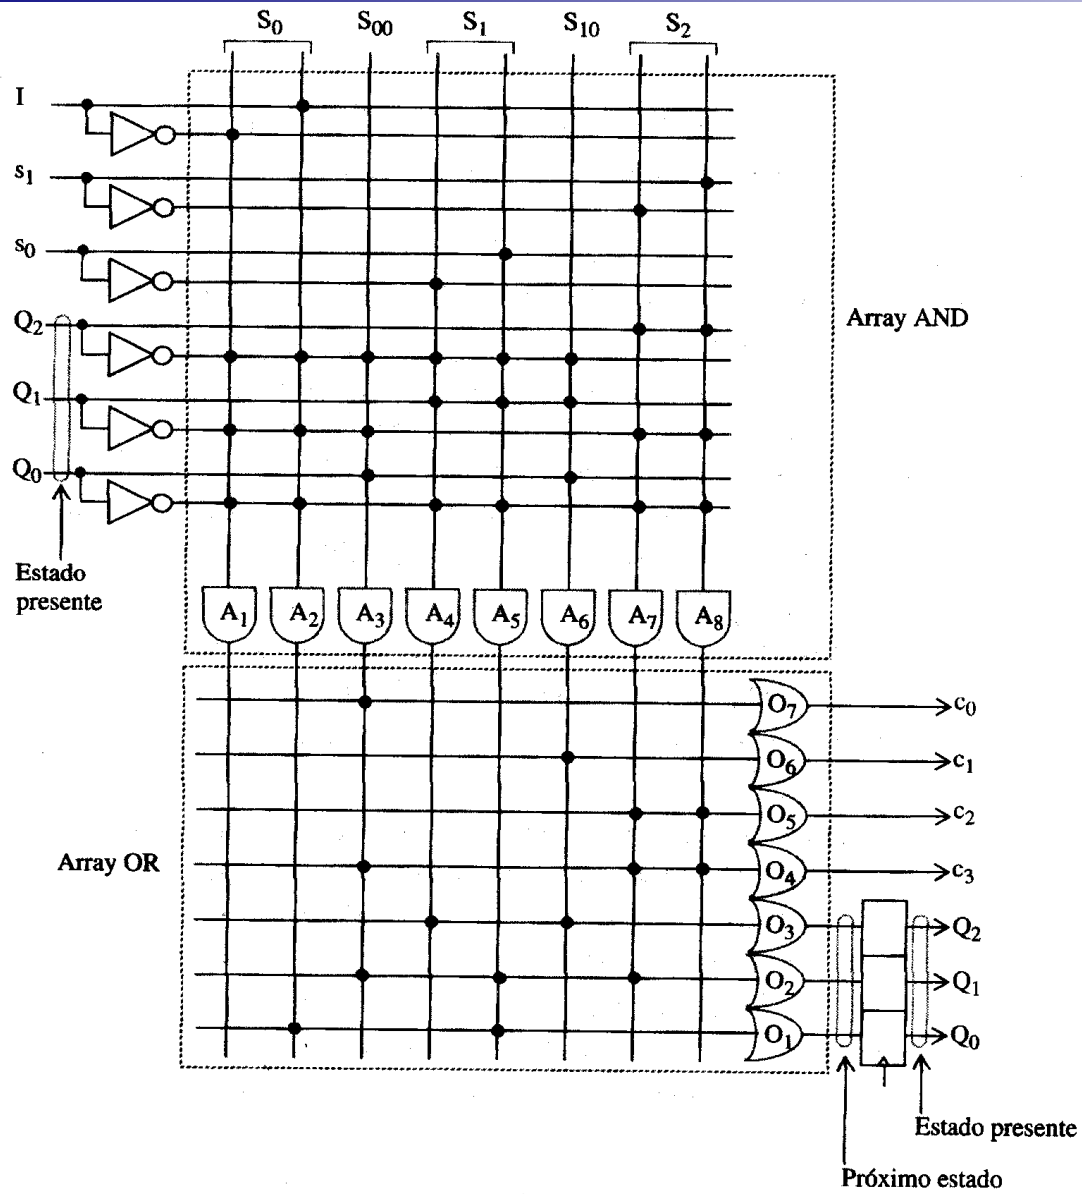 S₀ S₀₀ S₁ S₁₀ S₂
I
s₁
s₀
Q₂
Array AND
Q₁
Q₀
Estado
presente
A₁ A₂ A₃ A₄ A₅ A₆ A₇ A₈
O₇ c₀
O₆ c₁
O₅ c₂
Array OR
O₄ c₃
O₃ Q₂
O₂ Q₁
O₁ Q₀
Estado presente
Próximo estado